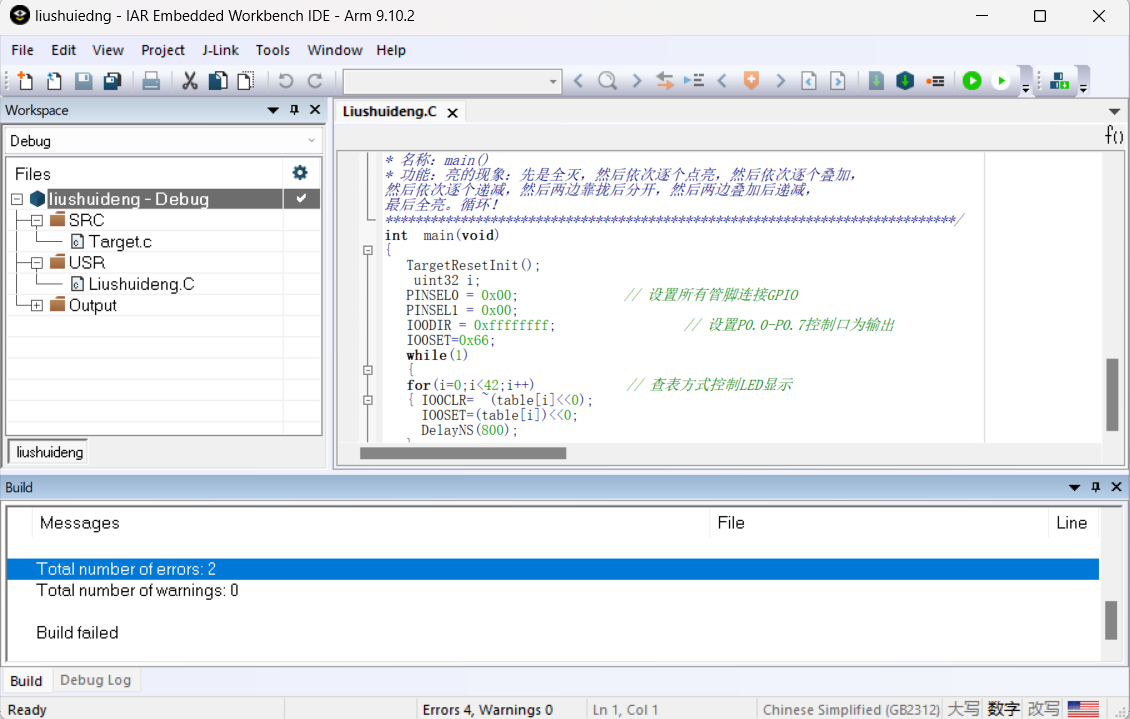 liushuiedng - IAR Embedded Workbench IDE - Arm 9.10.2
File Edit View Project J-Link Tools Window Help
Workspace
Liushuideng.C
Debug
f()
Files
liushuideng - Debug
SRC
Target.c
USR
Liushuideng.C
Output
liushuideng
* 名称: main()
* 功能: 亮的现象: 先是全灭, 然后依次逐个点亮, 然后依次逐个叠加,
然后依次逐个递减, 然后两边靠拢后分开, 然后两边叠加后递减,
最后全亮。循环!
****************************************************************************/
int main(void)
{
TargetResetInit();
uint32 i;
PINSEL0 = 0x00; // 设置所有管脚连接GPIO
PINSEL1 = 0x00;
IO0DIR = 0xffffffff; // 设置P0.0-P0.7控制口为输出
IO0SET=0x66;
while(1)
{
for(i=0;i<42;i++) // 查表方式控制LED显示
{ IO0CLR= ~(table[i]<<0);
IO0SET=(table[i])<<0;
DelayNS(800);
Build
Messages File Line
Total number of errors: 2
Total number of warnings: 0
Build failed
Build Debug Log
Ready Errors 4, Warnings 0 Ln 1, Col 1 Chinese Simplified (GB2312) 大写 数字 改写